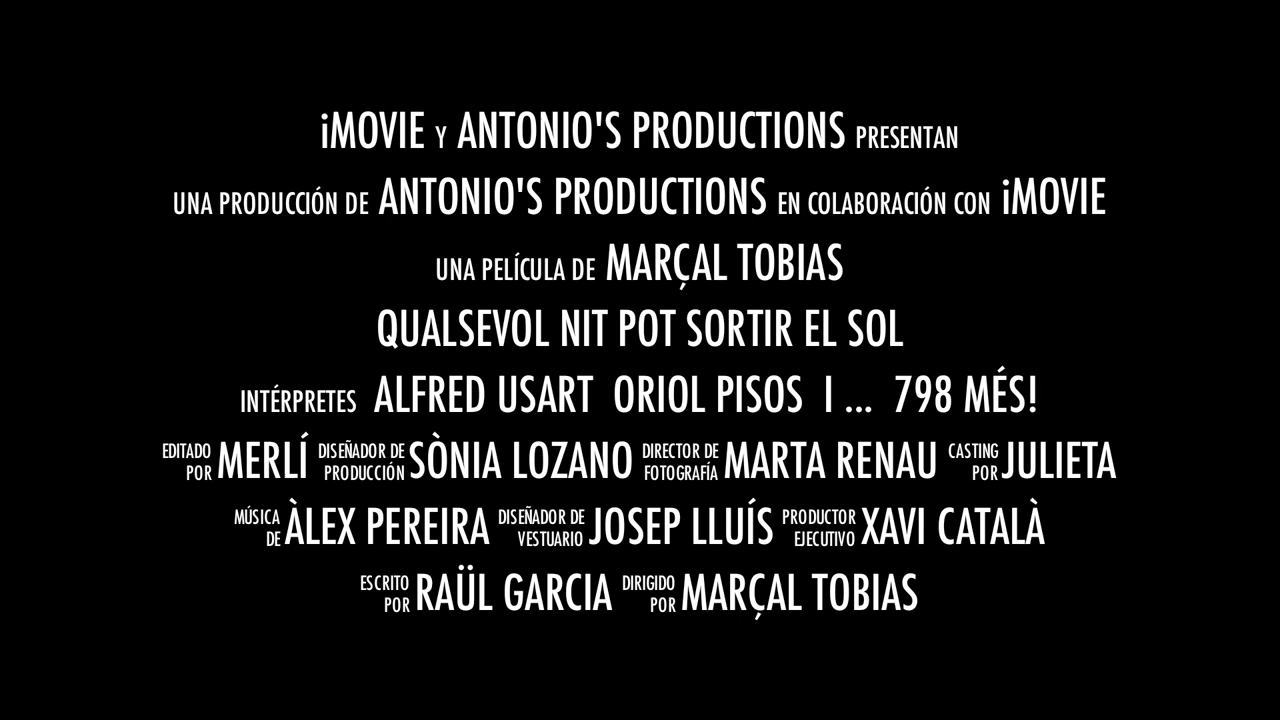 iMOVIE Y ANTONIO'S PRODUCTIONS PRESENTAN
UNA PRODUCCIÓN DE ANTONIO'S PRODUCTIONS EN COLABORACIÓN CON iMOVIE
UNA PELÍCULA DE MARÇAL TOBIAS
QUALSEVOL NIT POT SORTIR EL SOL
INTÉRPRETES ALFRED USART ORIOL PISOS I ... 798 MÉS!
EDITADO POR MERLÍ DISEÑADOR DE PRODUCCIÓN SÒNIA LOZANO DIRECTOR DE FOTOGRAFÍA MARTA RENAU CASTING POR JULIETA
MÚSICA DE ÀLEX PEREIRA DISEÑADOR DE VESTUARIO JOSEP LLUÍS PRODUCTOR EJECUTIVO XAVI CATALÀ
ESCRITO POR RAÜL GARCIA DIRIGIDO POR MARÇAL TOBIAS